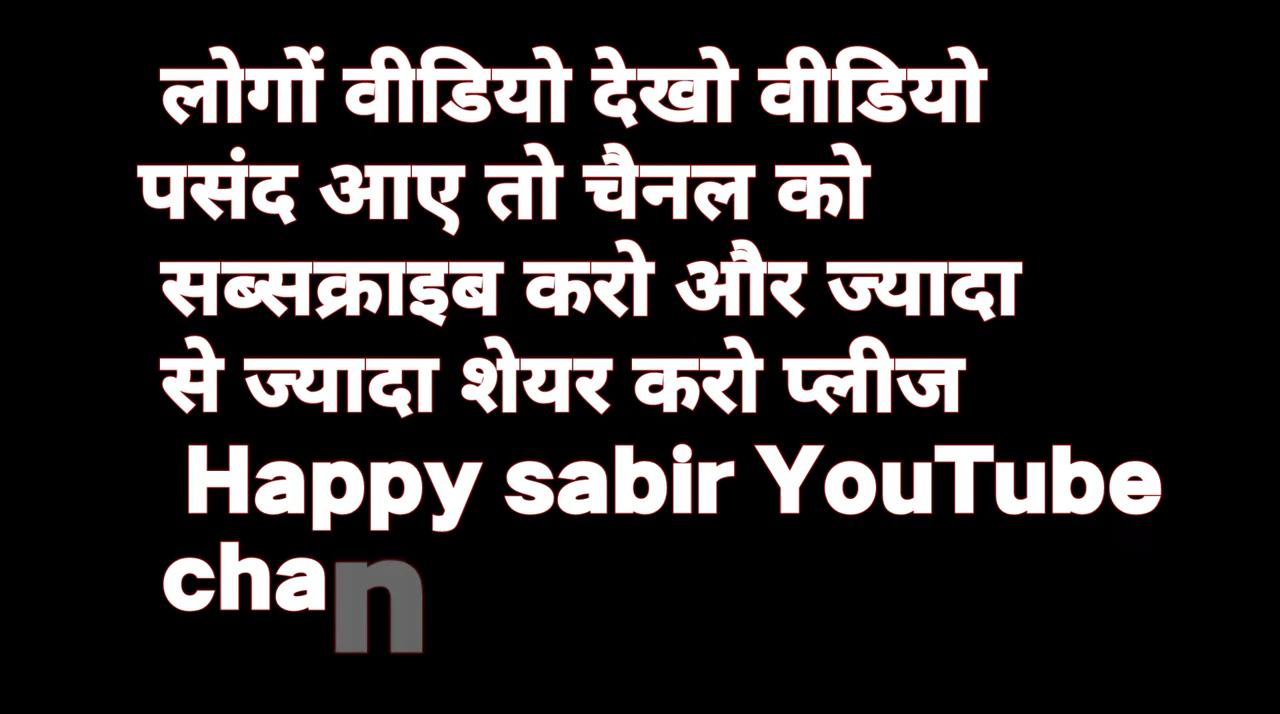 लोगों वीडियो देखो वीडियो
पसंद आए तो चैनल को
सब्सक्राइब करो और ज्यादा
से ज्यादा शेयर करो प्लीज
Happy sabir YouTube
chan